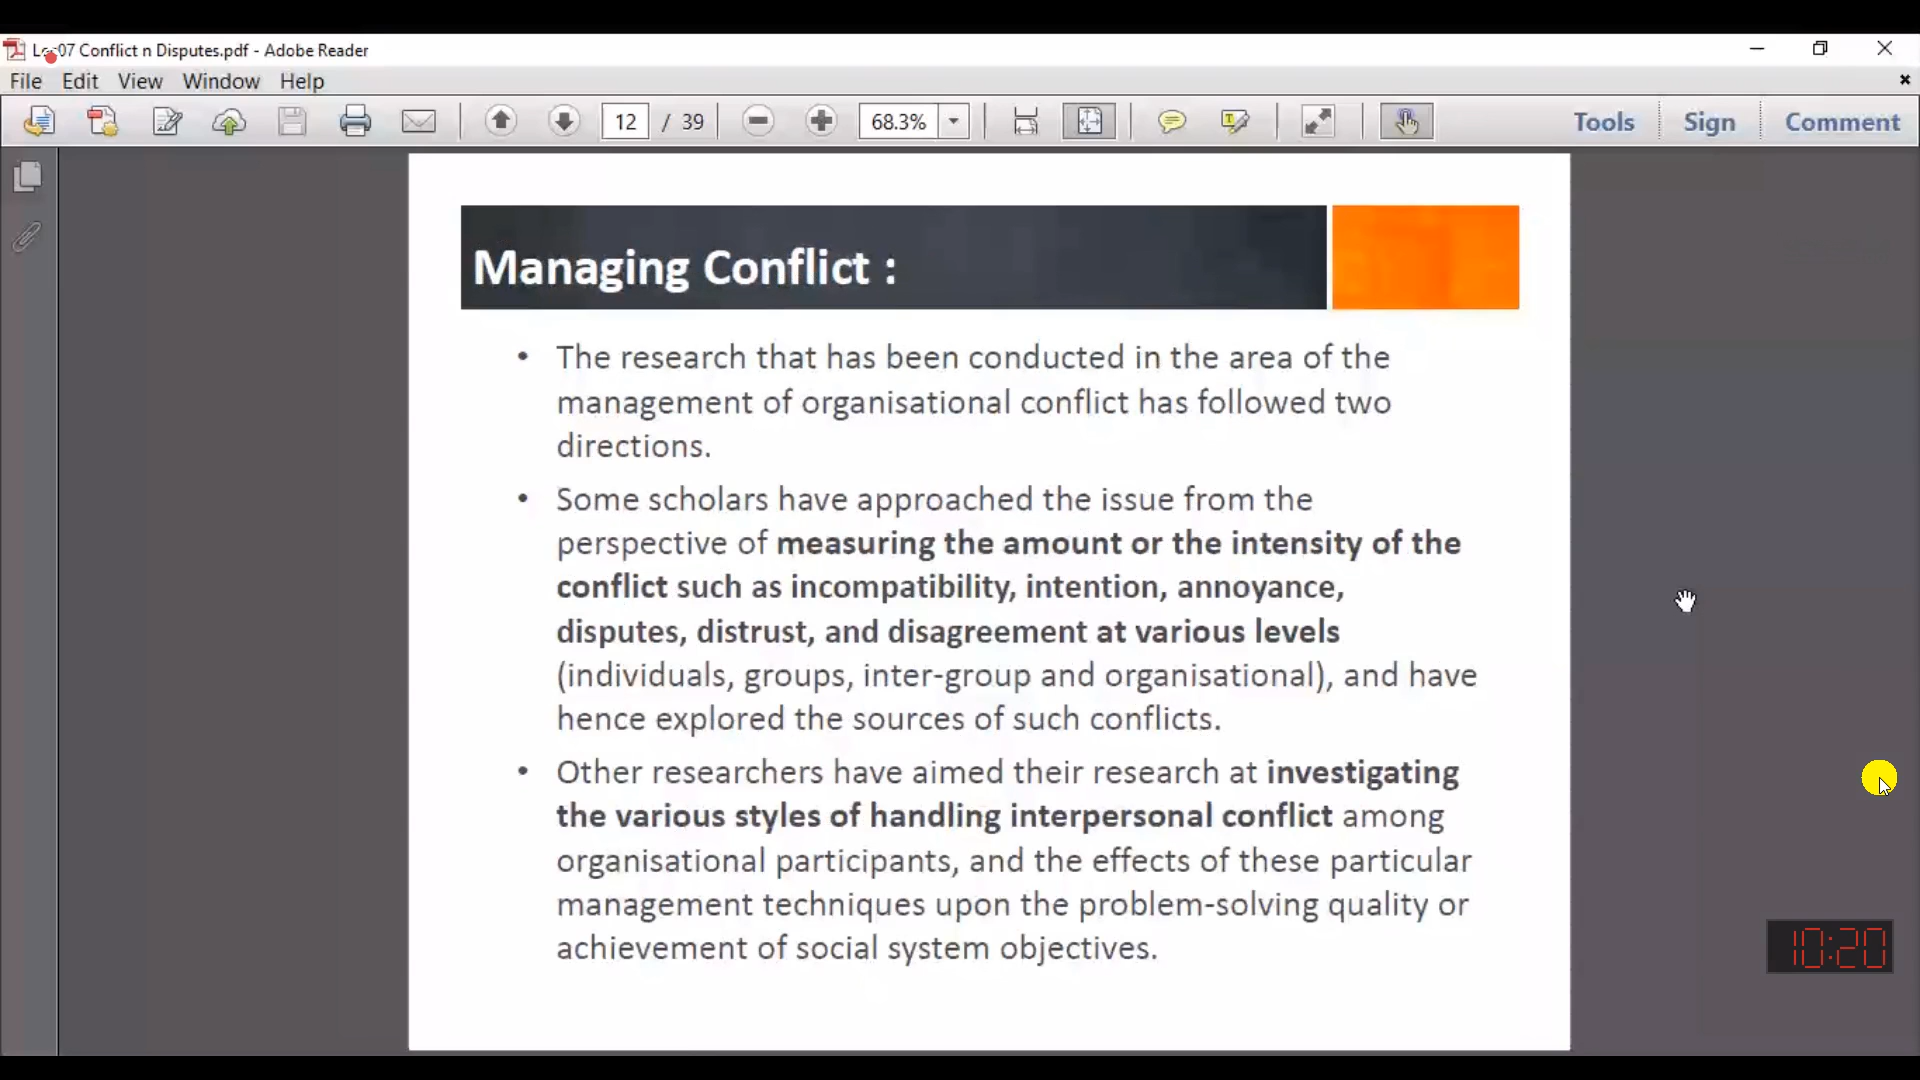 Lec07 Conflict n Disputes.pdf - Adobe Reader
File Edit View Window Help
12 / 39 68.3% Tools Sign Comment
Managing Conflict :
• The research that has been conducted in the area of the
management of organisational conflict has followed two
directions.
• Some scholars have approached the issue from the
perspective of measuring the amount or the intensity of the
conflict such as incompatibility, intention, annoyance,
disputes, distrust, and disagreement at various levels
(individuals, groups, inter-group and organisational), and have
hence explored the sources of such conflicts.
• Other researchers have aimed their research at investigating
the various styles of handling interpersonal conflict among
organisational participants, and the effects of these particular
management techniques upon the problem-solving quality or
achievement of social system objectives.
10:20